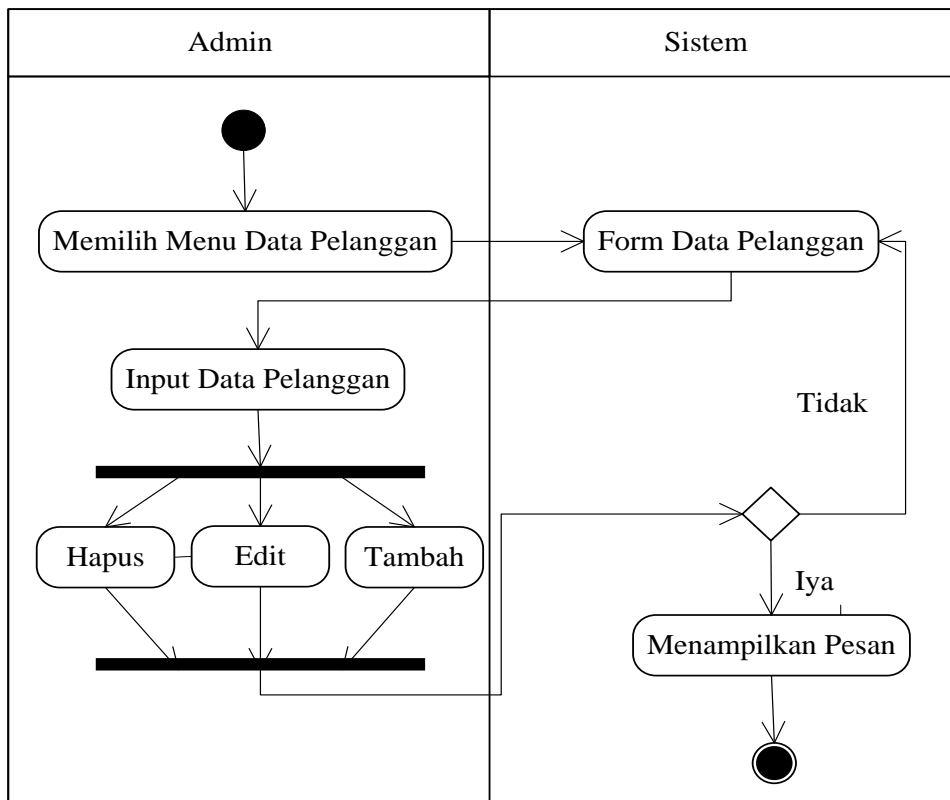 Admin
Sistem
Memilih Menu Data Pelanggan
Form Data Pelanggan
Input Data Pelanggan
Tidak
Hapus
Edit
Tambah
Iya
Menampilkan Pesan